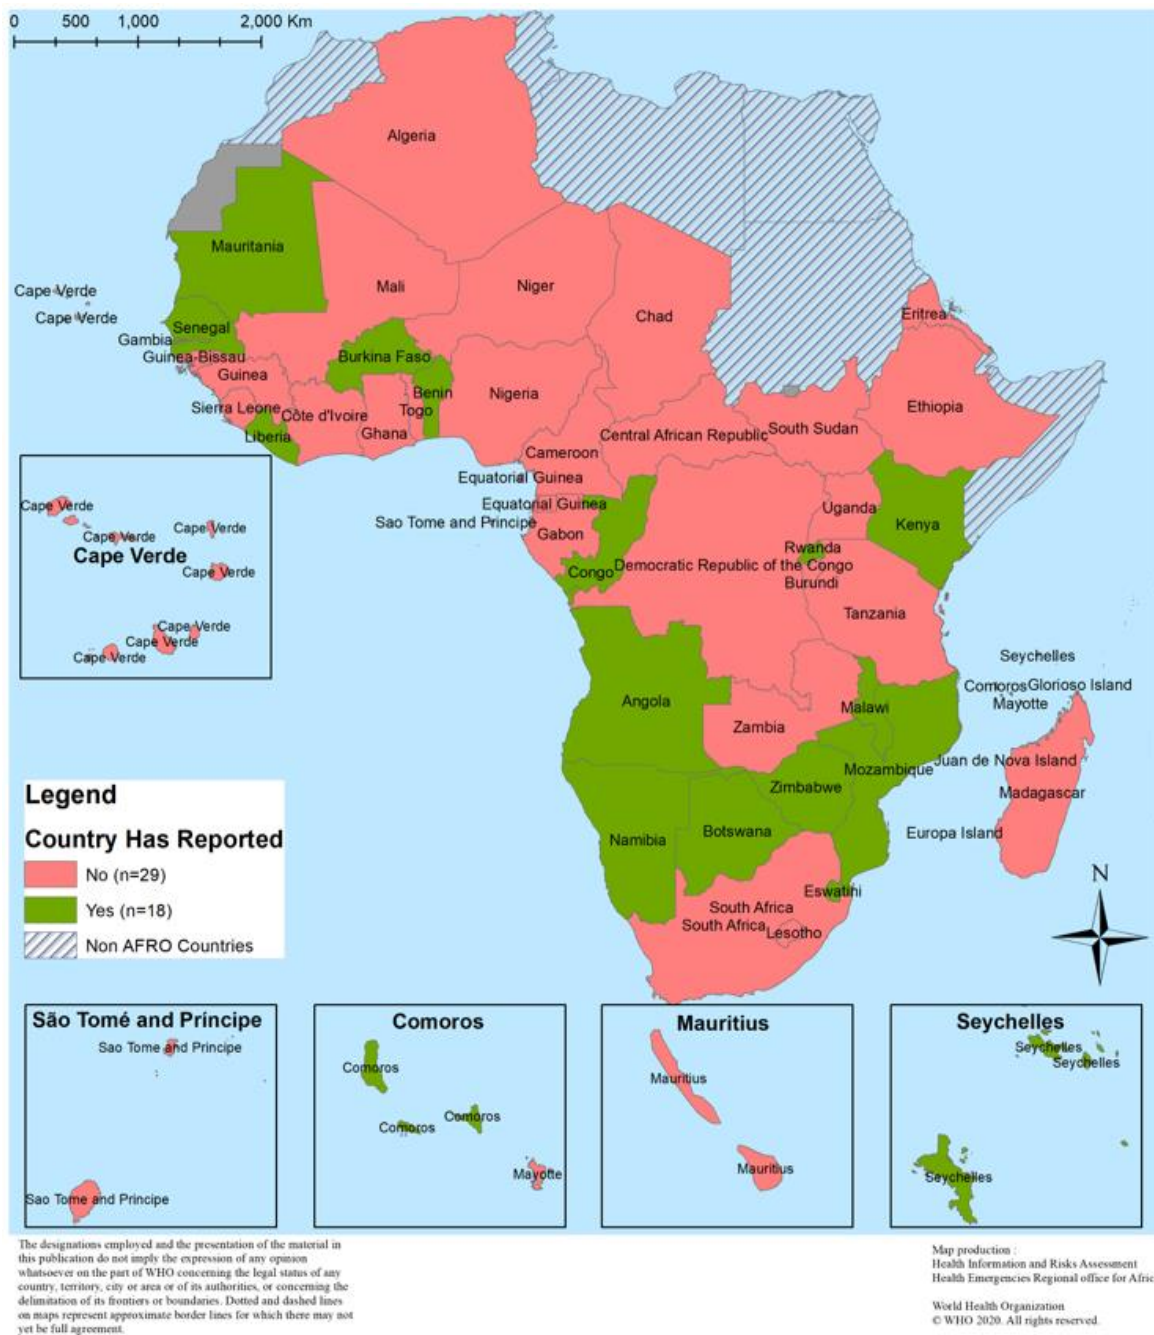 0 500 1,000 2,000 Km
Algeria
Mauritania
Mali
Niger
Chad
Cape Verde
Cape Verde
Eritrea
Senegal
Gambia
Guinea-Bissau
Burkina Faso
Guinea
Benin
Nigeria
Ethiopia
Sierra Leone
Côte d'Ivoire
Togo
Liberia
Ghana
Central African Republic
South Sudan
Cameroon
Equatorial Guinea
Equatorial Guinea
Uganda
Sao Tome and Principe
Gabon
Kenya
Rwanda
Congo
Democratic Republic of the Congo
Burundi
Tanzania
Cape Verde
Cape Verde
Cape Verde
Cape Verde
Cape Verde
Cape Verde
Cape Verde
Cape Verde
Seychelles
Comoros
Glorioso Island
Mayotte
Angola
Malawi
Zambia
Juan de Nova Island
Mozambique
Zimbabwe
Madagascar
Botswana
Namibia
Europa Island
Eswatini
South Africa
South Africa
Lesotho
Legend
Country Has Reported
No (n=29)
Yes (n=18)
Non AFRO Countries
N
São Tomé and Príncipe
Sao Tome and Principe
Sao Tome and Principe
Comoros
Comoros
Comoros
Comoros
Mayotte
Mauritius
Mauritius
Mauritius
Seychelles
Seychelles
Seychelles
Seychelles
The designations employed and the presentation of the material in
this publication do not imply the expression of any opinion
whatsoever on the part of WHO concerning the legal status of any
country, territory, city or area or of its authorities, or concerning the
delimitation of its frontiers or boundaries. Dotted and dashed lines
on maps represent approximate border lines for which there may not
yet be full agreement.
Map production :
Health Information and Risks Assessment
Health Emergencies Regional office for Afric
World Health Organization
© WHO 2020. All rights reserved.